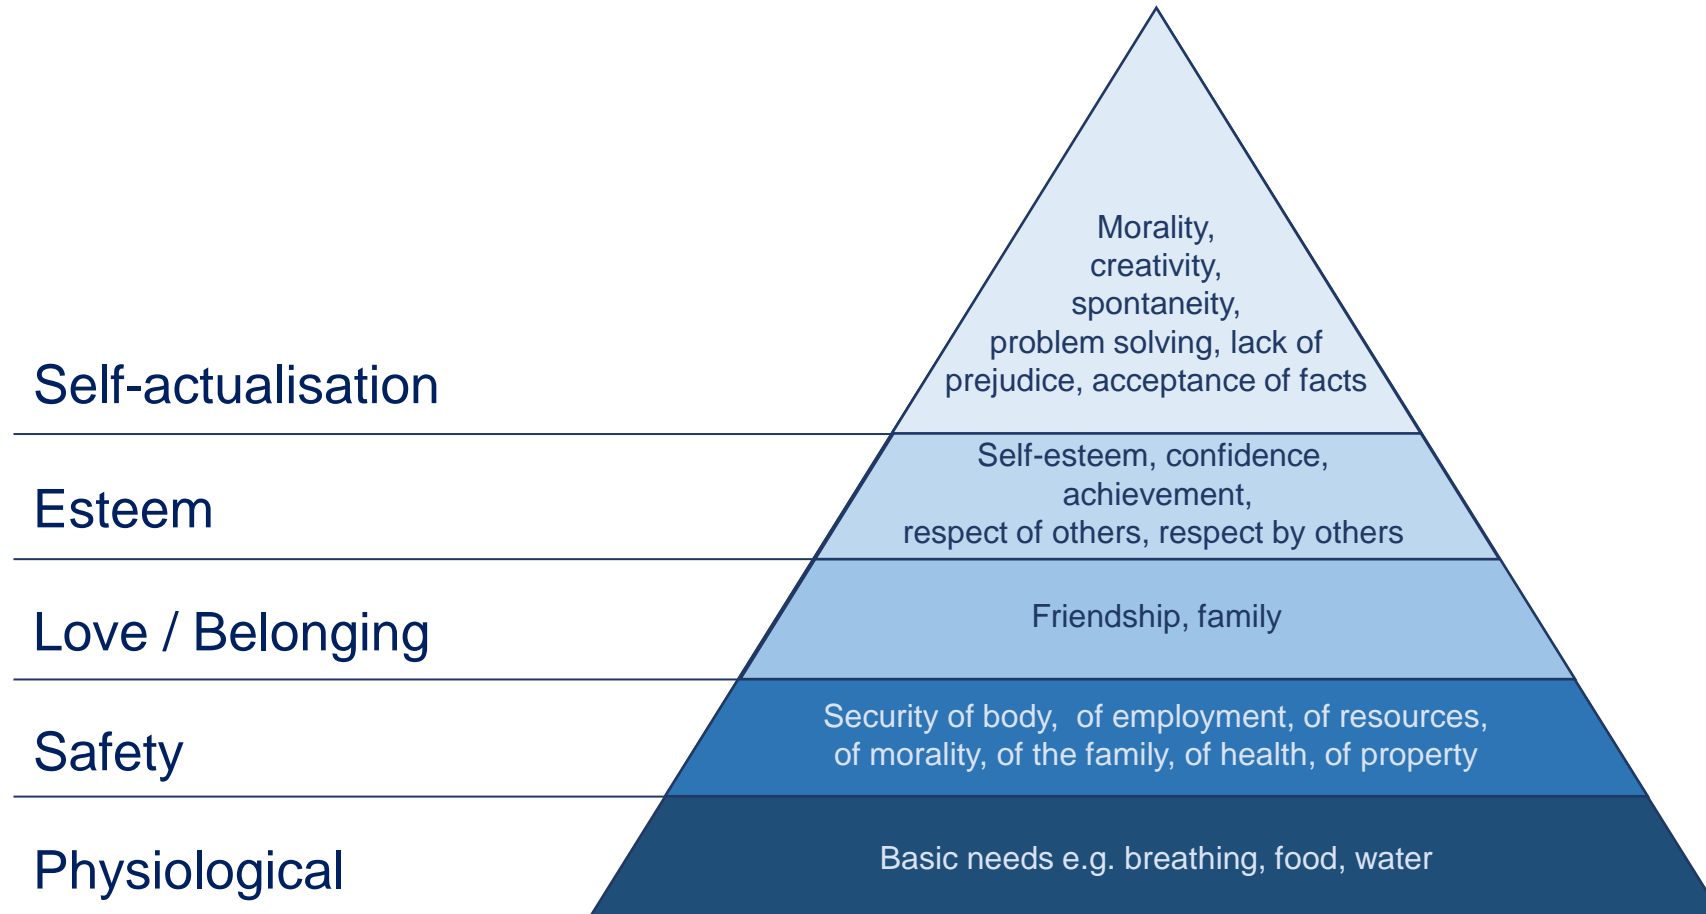 Morality,
creativity,
spontaneity,
problem solving, lack of
prejudice, acceptance of facts
Self-actualisation
Self-esteem, confidence,
achievement,
respect of others, respect by others
Esteem
Friendship, family
Love / Belonging
Security of body,  of employment, of resources,
of morality, of the family, of health, of property
Safety
Basic needs e.g. breathing, food, water
Physiological